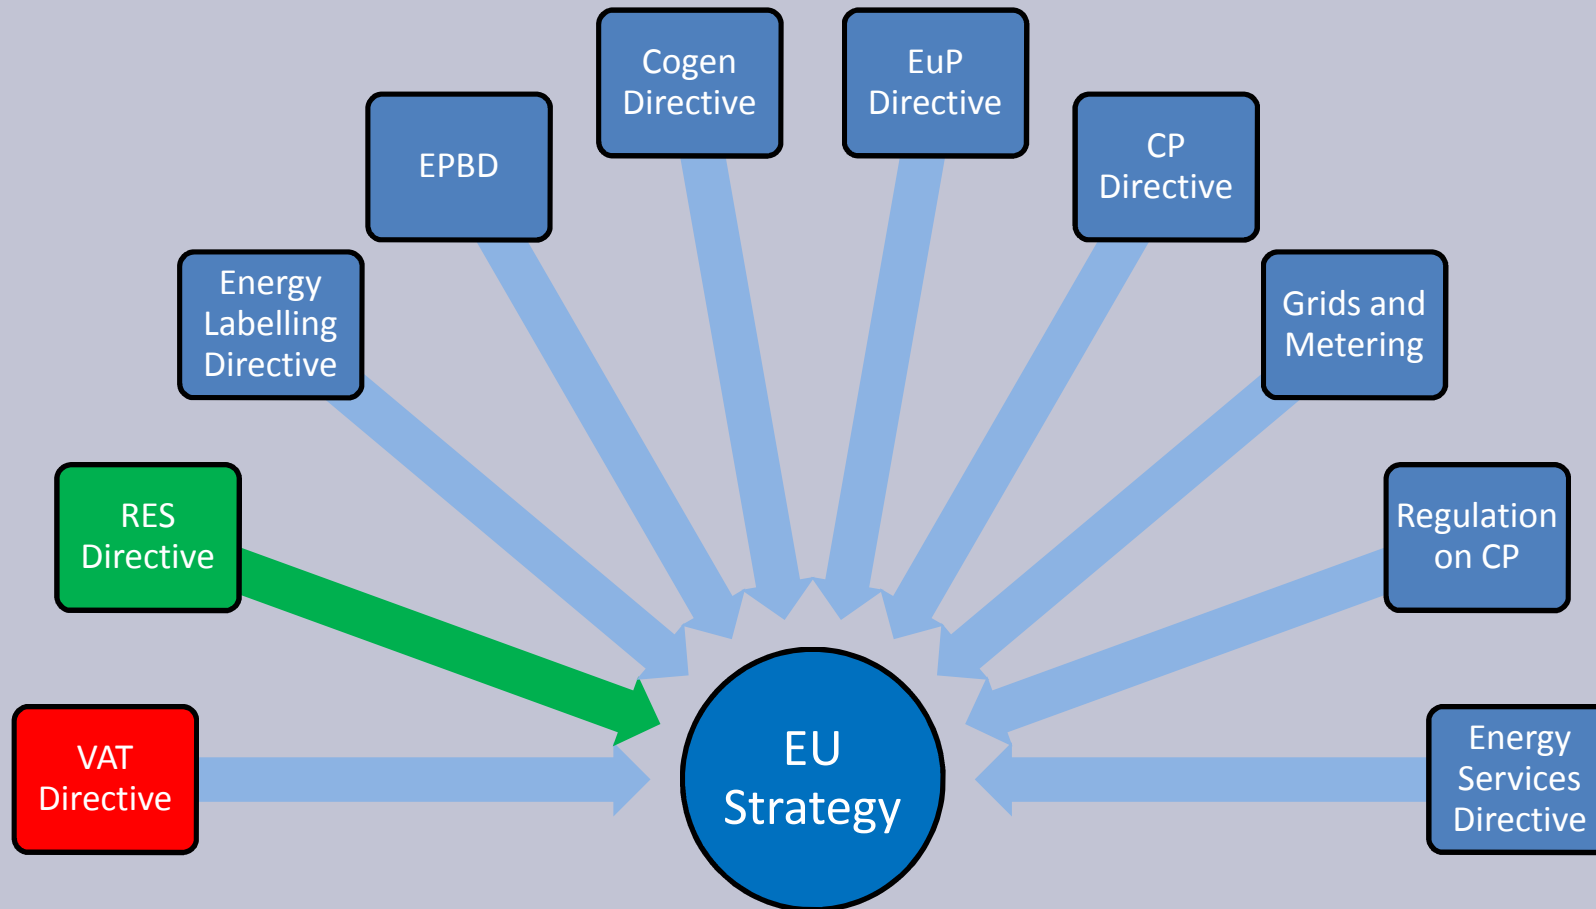 Cogen
Directive
EuP
Directive
EPBD
CP
Directive
Energy
Labelling
Directive
Grids and
Metering
RES
Directive
Regulation
on CP
VAT
Directive
EU
Strategy
Energy
Services
Directive